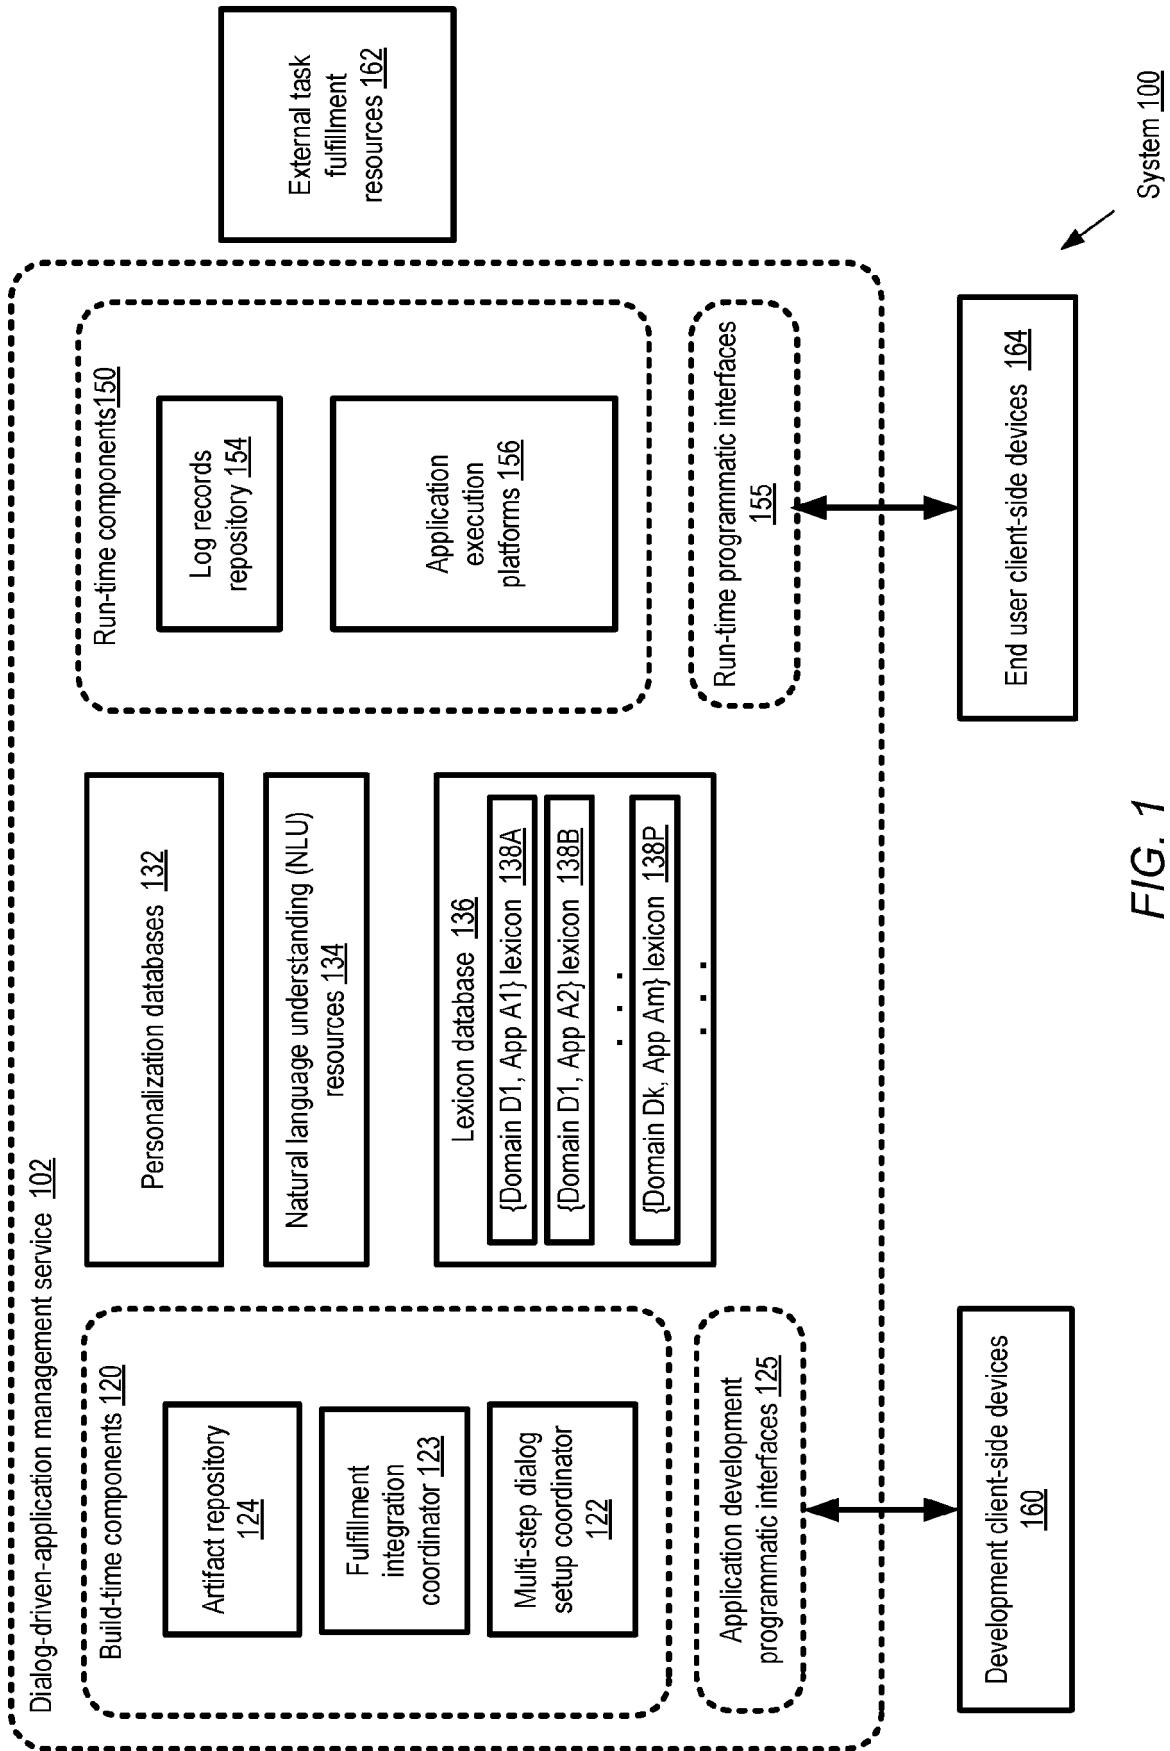 Dialog-driven-application management service 102
Build-time components 120
Artifact repository
124
Fulfillment
integration
coordinator 123
Multi-step dialog
setup coordinator
122
Application development
programmatic interfaces 125
Personalization databases 132
Natural language understanding (NLU)
resources 134
Lexicon database 136
{Domain D1, App A1} lexicon 138A
{Domain D1, App A2} lexicon 138B
. . .
{Domain Dk, App Am} lexicon 138P
. . .
Run-time components150
Log records
repository 154
Application
execution
platforms 156
Run-time programmatic interfaces
155
External task
fulfillment
resources 162
Development client-side devices
160
End user client-side devices 164
System 100
FIG. 1